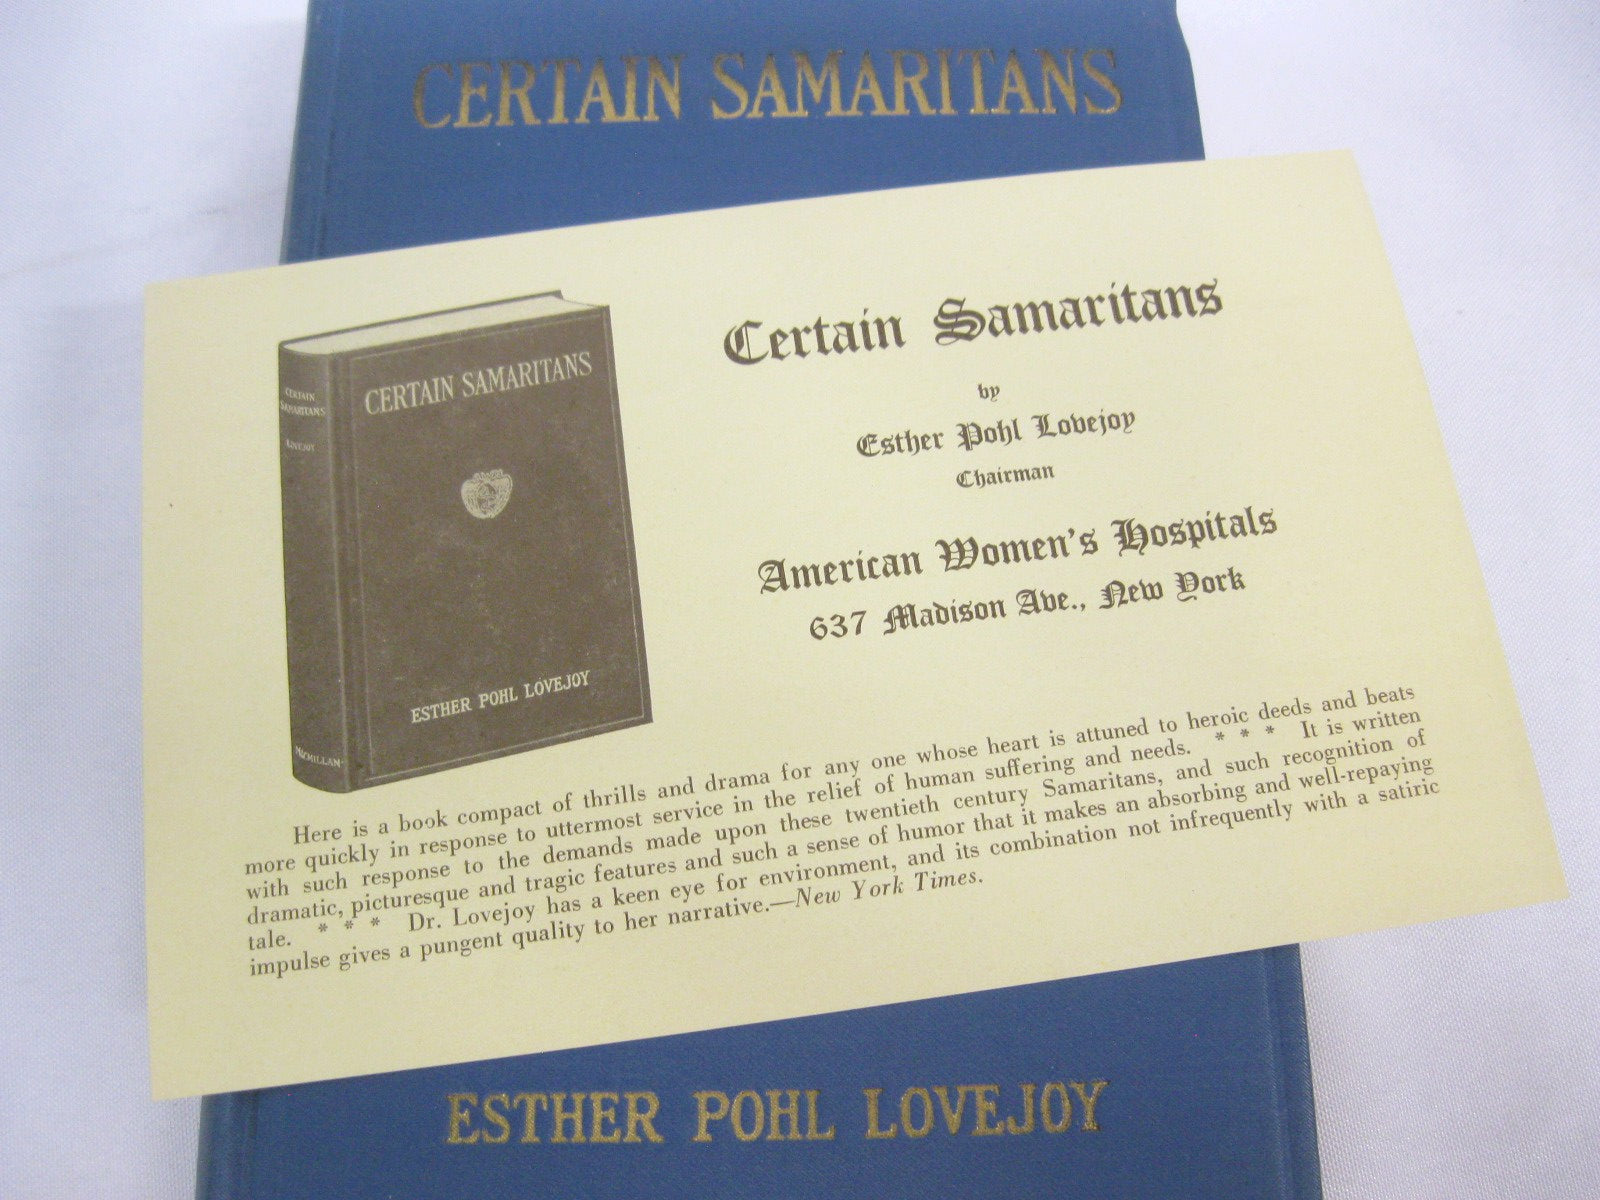 CERTAIN SAMARITANS
CERTAIN
SAMARITANS
LOVEJOY
MACMILLAN
CERTAIN SAMARITANS
ESTHER POHL LOVEJOY
Certain Samaritans
by
Esther Pohl Lovejoy
Chairman
American Women's Hospitals
637 Madison Ave., New York
Here is a book compact of thrills and drama for any one whose heart is attuned to heroic deeds and beats
more quickly in response to uttermost service in the relief of human suffering and needs. * * * It is written
with such response to the demands made upon these twentieth century Samaritans, and such recognition of
dramatic, picturesque and tragic features and such a sense of humor that it makes an absorbing and well-repaying
tale. * * * Dr. Lovejoy has a keen eye for environment, and its combination not infrequently with a satiric
impulse gives a pungent quality to her narrative.—New York Times.
ESTHER POHL LOVEJOY